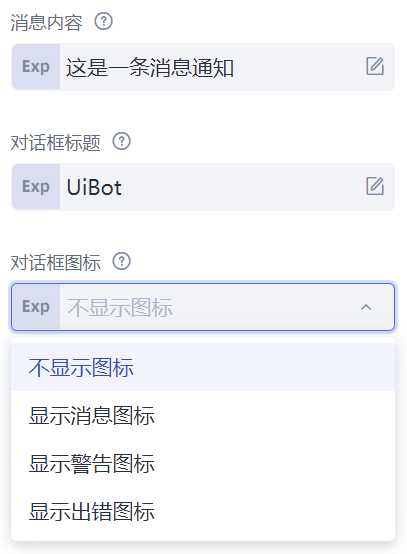 消息内容
Exp 这是一条消息通知
对话框标题
Exp UiBot
对话框图标
Exp 不显示图标
不显示图标
显示消息图标
显示警告图标
显示出错图标